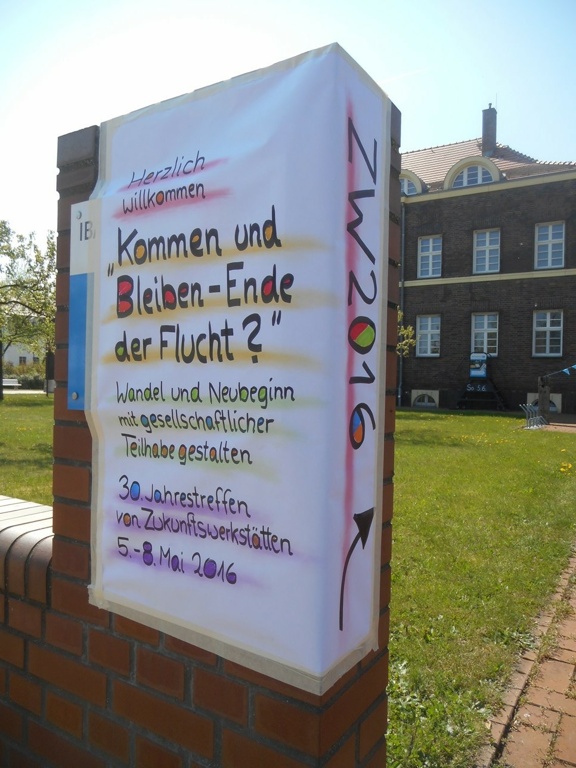 Herzlich
willkommen
„Kommen und
Bleiben - Ende
der Flucht?"
Wandel und Neubeginn
mit gesellschaftlicher
Teilhabe gestalten
30. Jahrestreffen
von Zukunftswerkstätten
5.-8. Mai 2016
ZW2016